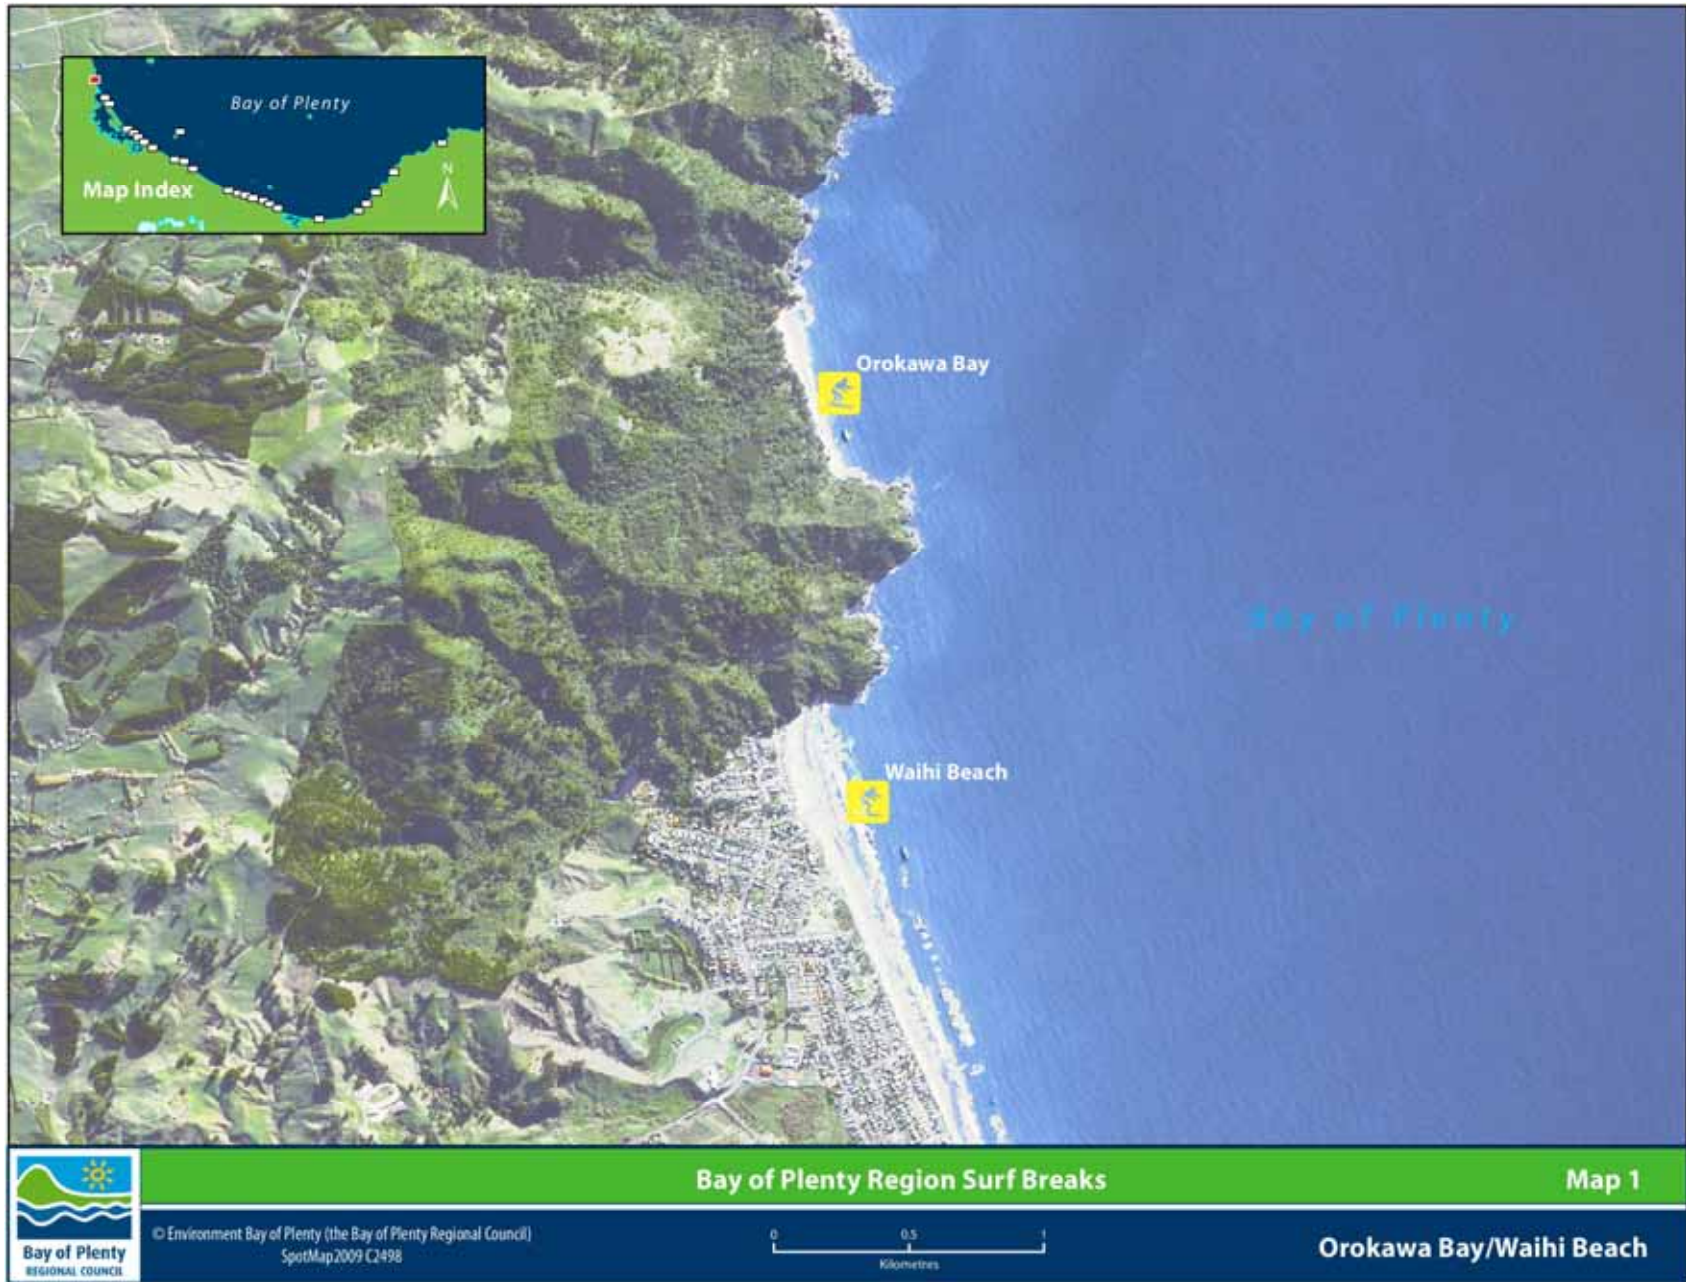 Bay of Plenty
Map Index
N
Orokawa Bay
Bay of Plenty
Waihi Beach
Bay of Plenty Region Surf Breaks
Map 1
Bay of Plenty
REGIONAL COUNCIL
© Environment Bay of Plenty (the Bay of Plenty Regional Council)
SpotMap2009 C2498
0 0.5 1
Kilometres
Orokawa Bay/Waihi Beach